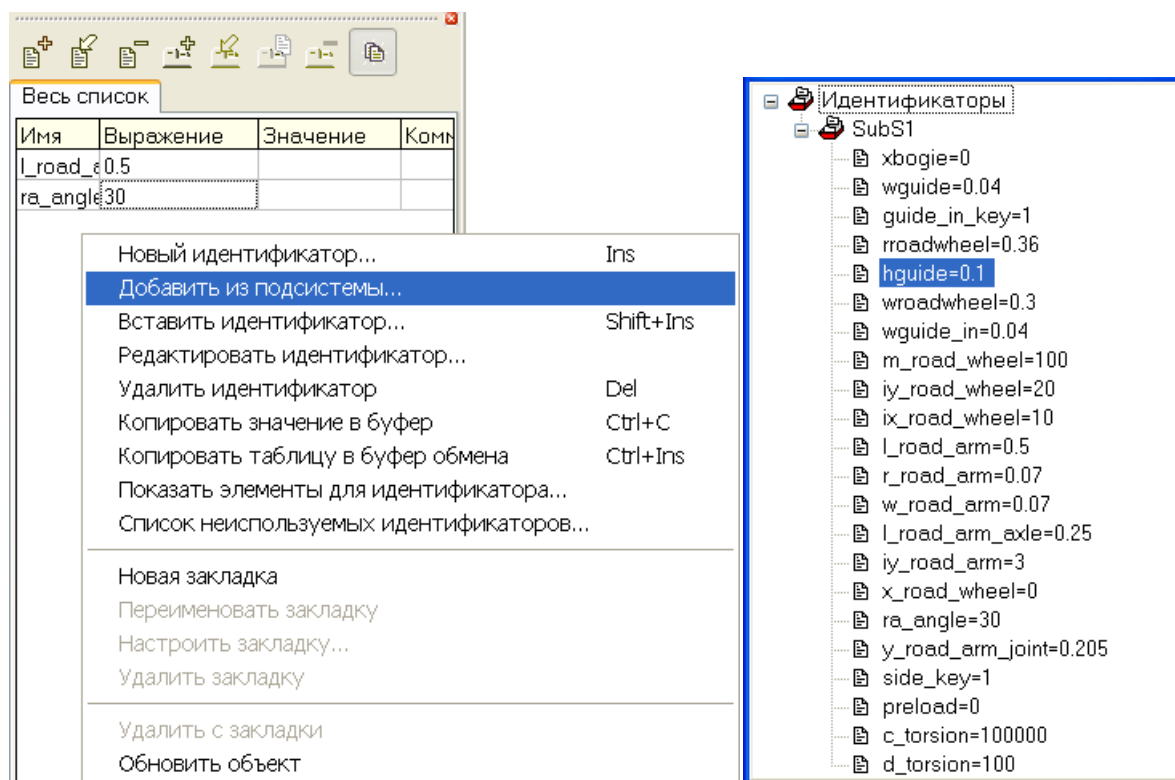 Весь список
Имя Выражение Значение Комм
l_road_a 0.5
ra_angle 30
Новый идентификатор... Ins
Добавить из подсистемы...
Вставить идентификатор... Shift+Ins
Редактировать идентификатор...
Удалить идентификатор Del
Копировать значение в буфер Ctrl+C
Копировать таблицу в буфер обмена Ctrl+Ins
Показать элементы для идентификатора...
Список неиспользуемых идентификаторов...
Новая закладка
Переименовать закладку
Настроить закладку...
Удалить закладку
Удалить с закладки
Обновить объект
Идентификаторы
SubS1
xbogie=0
wguide=0.04
guide_in_key=1
rroadwheel=0.36
hguide=0.1
wroadwheel=0.3
wguide_in=0.04
m_road_wheel=100
iy_road_wheel=20
ix_road_wheel=10
l_road_arm=0.5
r_road_arm=0.07
w_road_arm=0.07
l_road_arm_axle=0.25
iy_road_arm=3
x_road_wheel=0
ra_angle=30
y_road_arm_joint=0.205
side_key=1
preload=0
c_torsion=100000
d_torsion=100